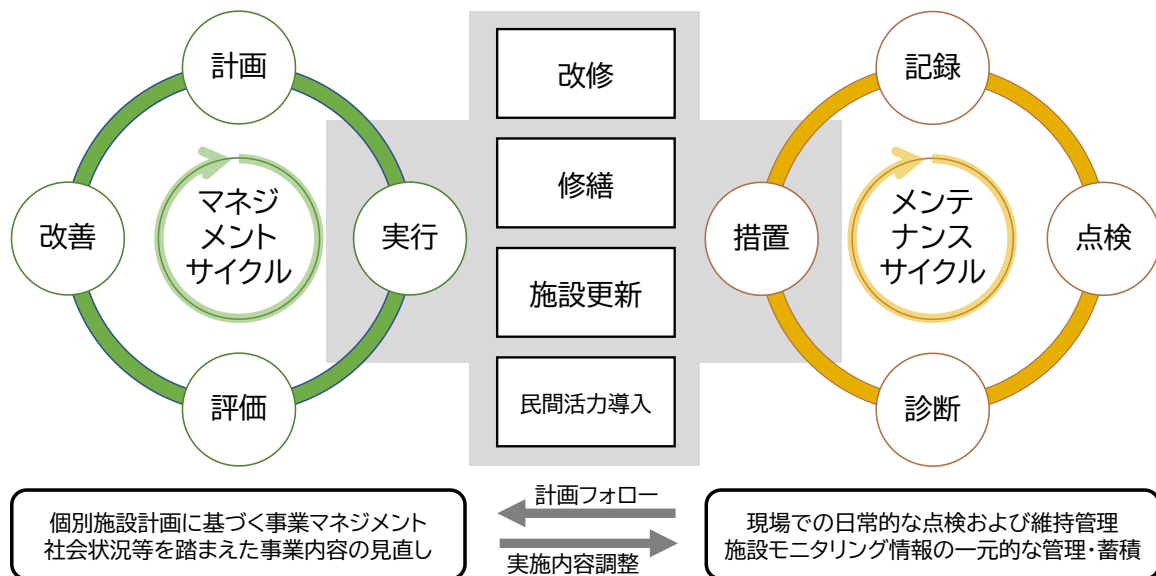 計画
改善
マネジ
メント
サイクル
実行
評価
改修
修繕
施設更新
民間活力導入
記録
措置
メンテ
ナンス
サイクル
点検
診断
個別施設計画に基づく事業マネジメント
社会状況等を踏まえた事業内容の見直し
計画フォロー
実施内容調整
現場での日常的な点検および維持管理
施設モニタリング情報の一元的な管理・蓄積